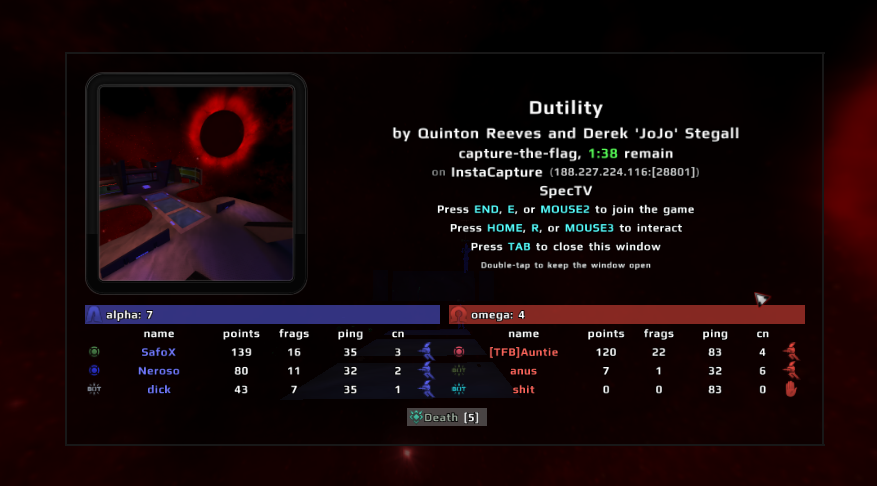 Dutility
by Quinton Reeves and Derek 'JoJo' Stegall
capture-the-flag, 1:38 remain
on InstaCapture (188.227.224.116:[28801])
SpecTV
Press END, E, or MOUSE2 to join the game
Press HOME, R, or MOUSE3 to interact
Press TAB to close this window
Double-tap to keep the window open
alpha: 7
name points frags ping cn
SafoX 139 16 35 3
Neroso 80 11 32 2
BOT dick 43 7 35 1
omega: 4
name points frags ping cn
[TFB]Auntie 120 22 83 4
BOT anus 7 1 32 6
BOT shit 0 0 83 0
Death [5]